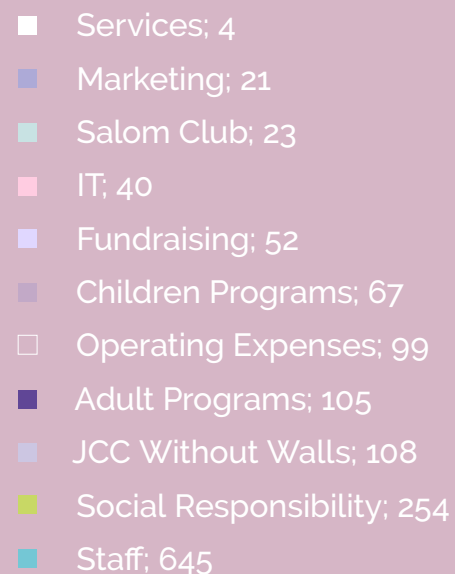 Services; 4
Marketing; 21
Salom Club; 23
IT; 40
Fundraising; 52
Children Programs; 67
Operating Expenses; 99
Adult Programs; 105
JCC Without Walls; 108
Social Responsibility; 254
Staff; 645